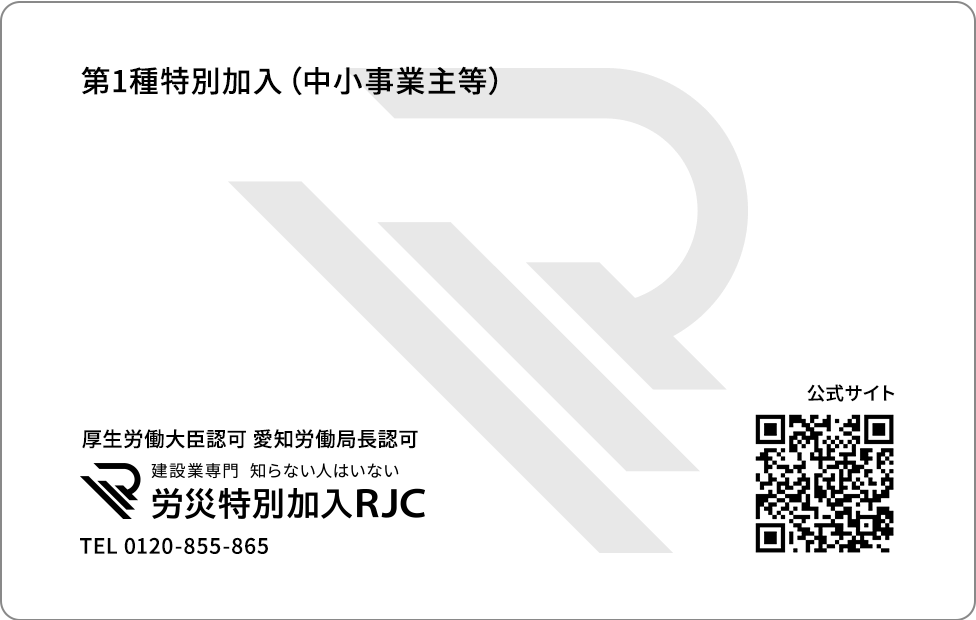 第1種特別加入（中小事業主等）
公式サイト
厚生労働大臣認可 愛知労働局長認可
建設業専門 知らない人はいない
労災特別加入RJC
TEL 0120-855-865